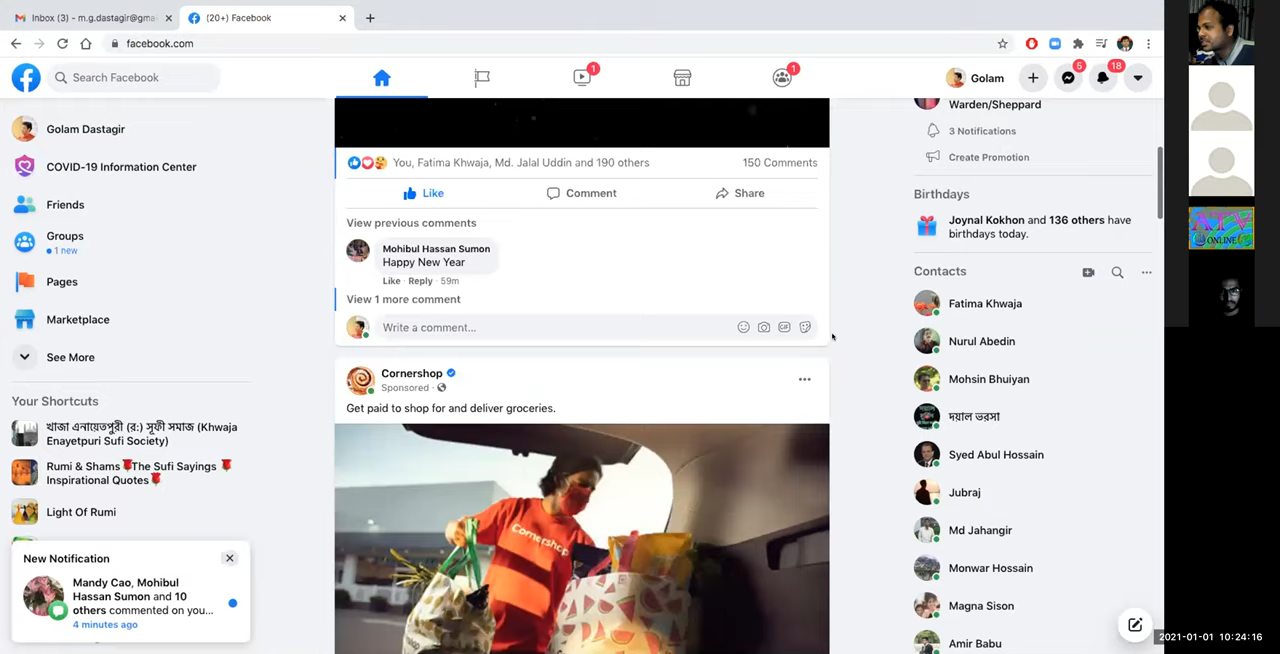 Inbox (3) - m.g.dastagir@gma
(20+) Facebook
facebook.com
Search Facebook
1
1
Golam
5
18
Golam Dastagir
COVID-19 Information Center
Friends
Groups
1 new
Pages
Marketplace
See More
Your Shortcuts
খাজা এনায়েতপুরী (র:) সূফী সমাজ (Khwaja
Enayetpuri Sufi Society)
Rumi & Shams🌹The Sufi Sayings 🌹
Inspirational Quotes🌹
Light Of Rumi
New Notification
Mandy Cao, Mohibul
Hassan Sumon and 10
others commented on you...
4 minutes ago
You, Fatima Khwaja, Md. Jalal Uddin and 190 others
150 Comments
Like
Comment
Share
View previous comments
Mohibul Hassan Sumon
Happy New Year
Like · Reply · 59m
View 1 more comment
Write a comment...
GIF
Cornershop
Sponsored ·
Get paid to shop for and deliver groceries.
Cornershop
Warden/Sheppard
3 Notifications
Create Promotion
Birthdays
Joynal Kokhon and 136 others have
birthdays today.
Contacts
Fatima Khwaja
Nurul Abedin
Mohsin Bhuiyan
দয়াল ভরসা
Syed Abul Hossain
Jubraj
Md Jahangir
Monwar Hossain
Magna Sison
Amir Babu
ATV
ONLINE
2021-01-01 10:24:16